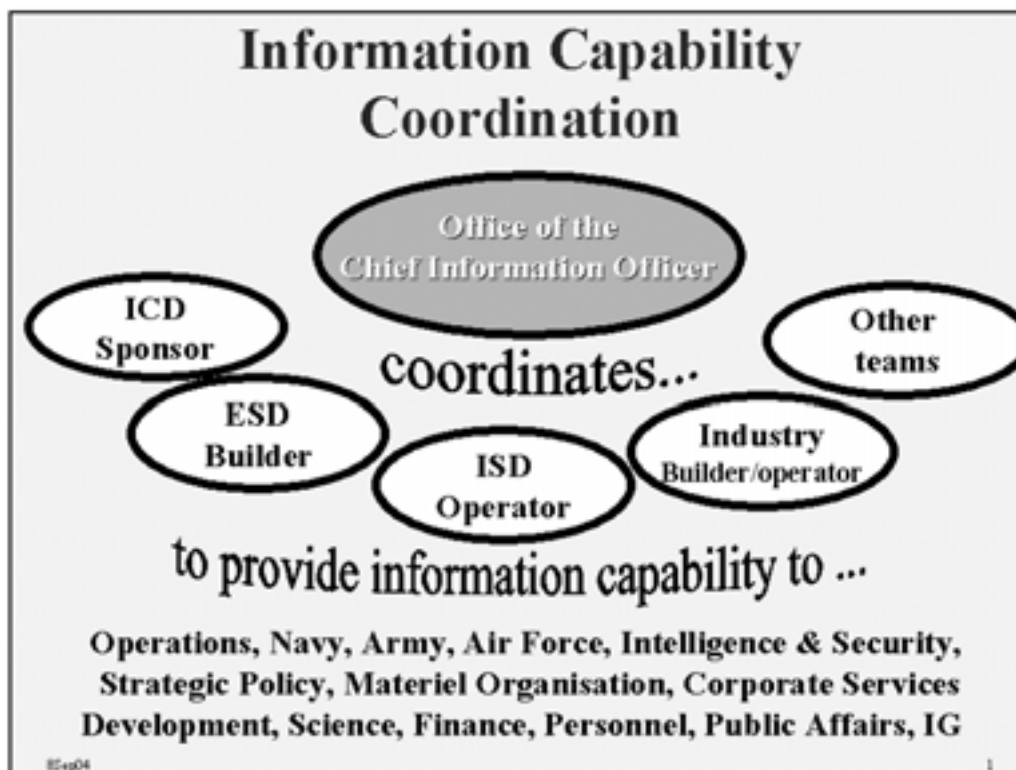 Information Capability
Coordination
Office of the
Chief Information Officer
ICD
Sponsor
Other
teams
coordinates...
ESD
Builder
Industry
Builder/operator
ISD
Operator
to provide information capability to ...
Operations, Navy, Army, Air Force, Intelligence & Security,
Strategic Policy, Materiel Organisation, Corporate Services
Development, Science, Finance, Personnel, Public Affairs, IG
1